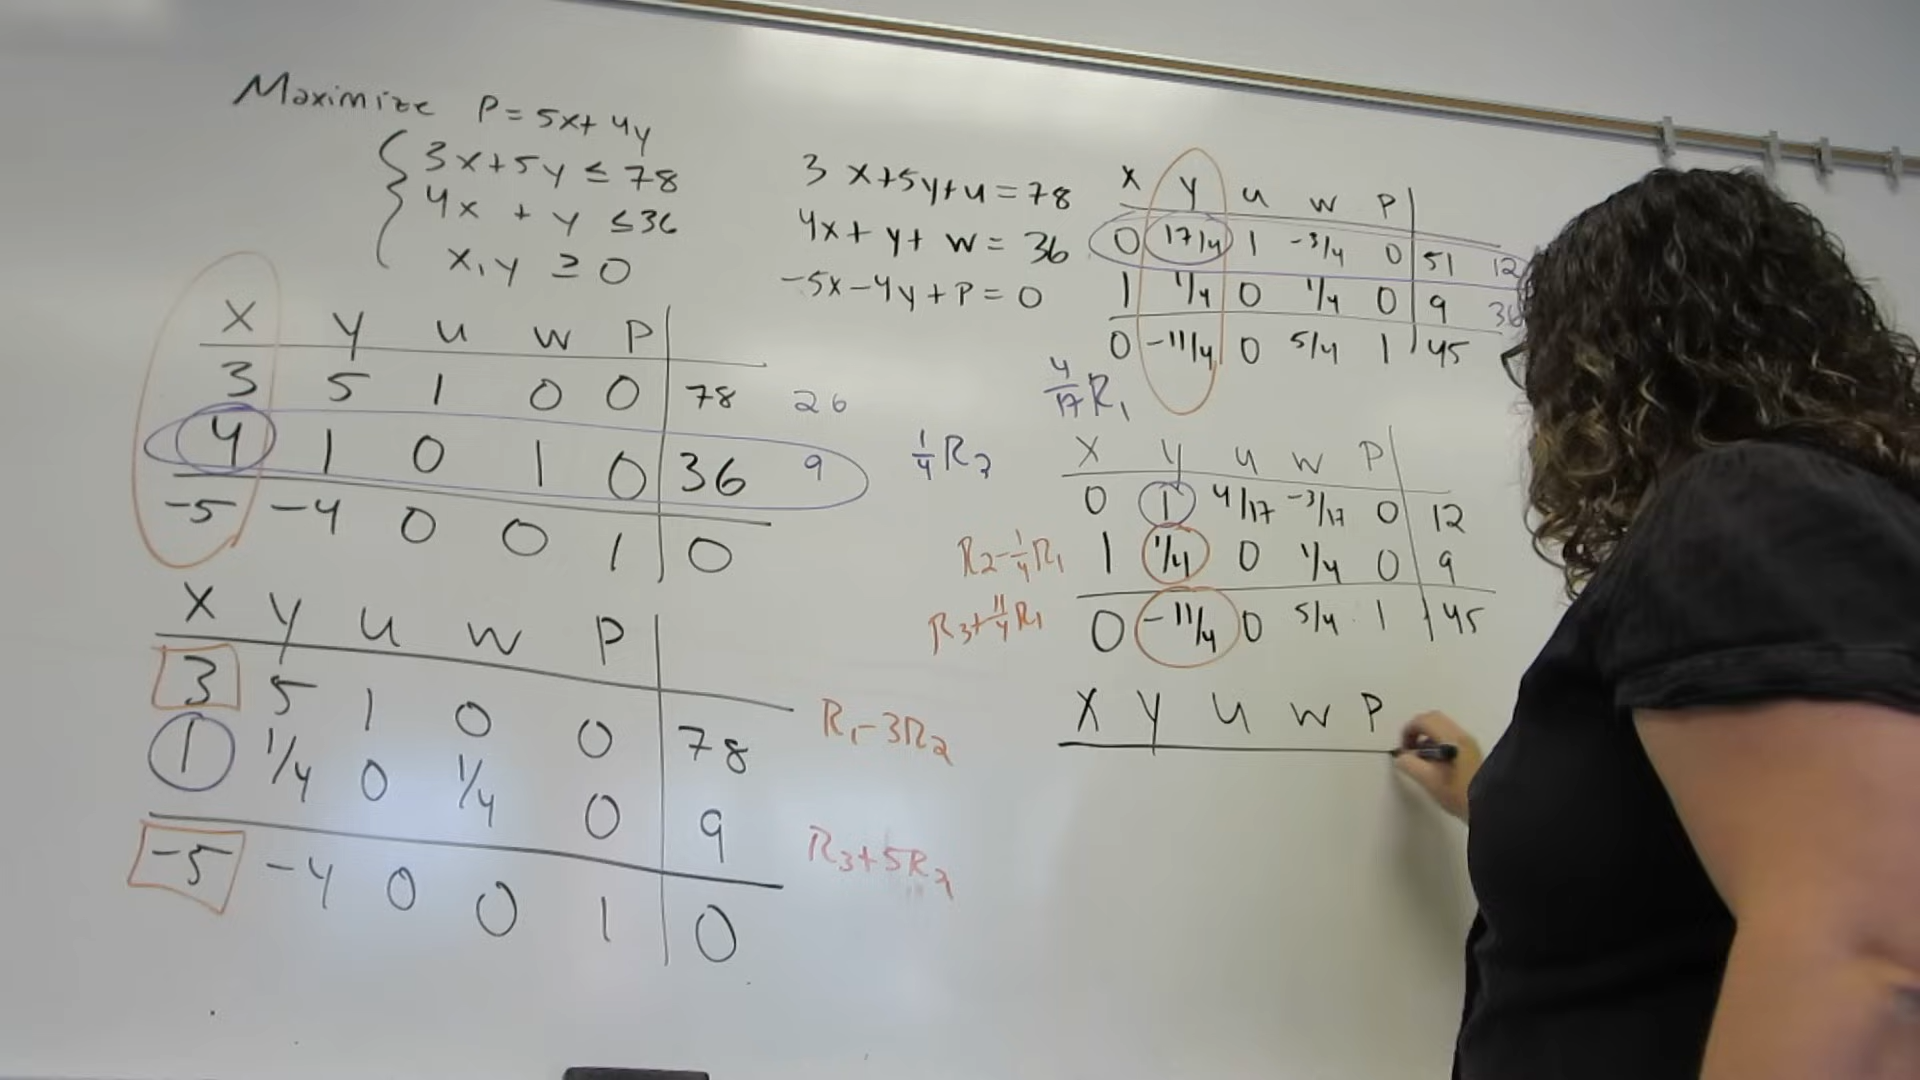 Maximize P = 5x + 4y
3x + 5y ≤ 78
4x + y ≤ 36
x, y ≥ 0
x y u w P
3 5 1 0 0 78 26
4 1 0 1 0 36 9
-5 -4 0 0 1 0
1/4 R2
x y u w P
3 5 1 0 0 78 R1 - 3R2
1 1/4 0 1/4 0 9
-5 -4 0 0 1 0 R3 + 5R2
3x + 5y + u = 78
4x + y + w = 36
-5x - 4y + P = 0
x y u w P
0 17/4 1 -3/4 0 51 12
1 1/4 0 1/4 0 9 36
0 -11/4 0 5/4 1 45
4/17 R1
x y u w P
0 1 4/17 -3/17 0 12
R2 - 1/4 R1 1 1/4 0 1/4 0 9
R3 + 11/4 R1 0 -11/4 0 5/4 1 45
x y u w P